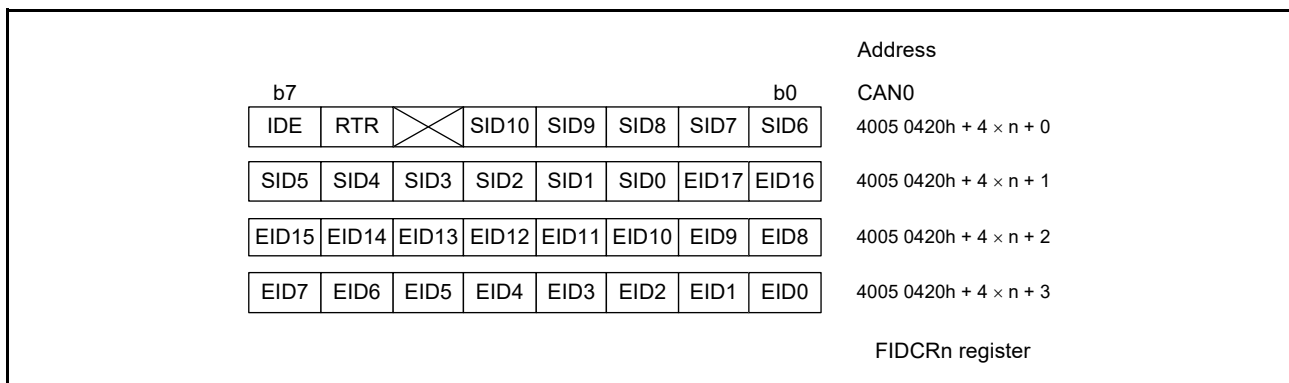 Address
b7 b0 CAN0
IDE RTR SID10 SID9 SID8 SID7 SID6 4005 0420h + 4 × n + 0
SID5 SID4 SID3 SID2 SID1 SID0 EID17 EID16 4005 0420h + 4 × n + 1
EID15 EID14 EID13 EID12 EID11 EID10 EID9 EID8 4005 0420h + 4 × n + 2
EID7 EID6 EID5 EID4 EID3 EID2 EID1 EID0 4005 0420h + 4 × n + 3
FIDCRn register